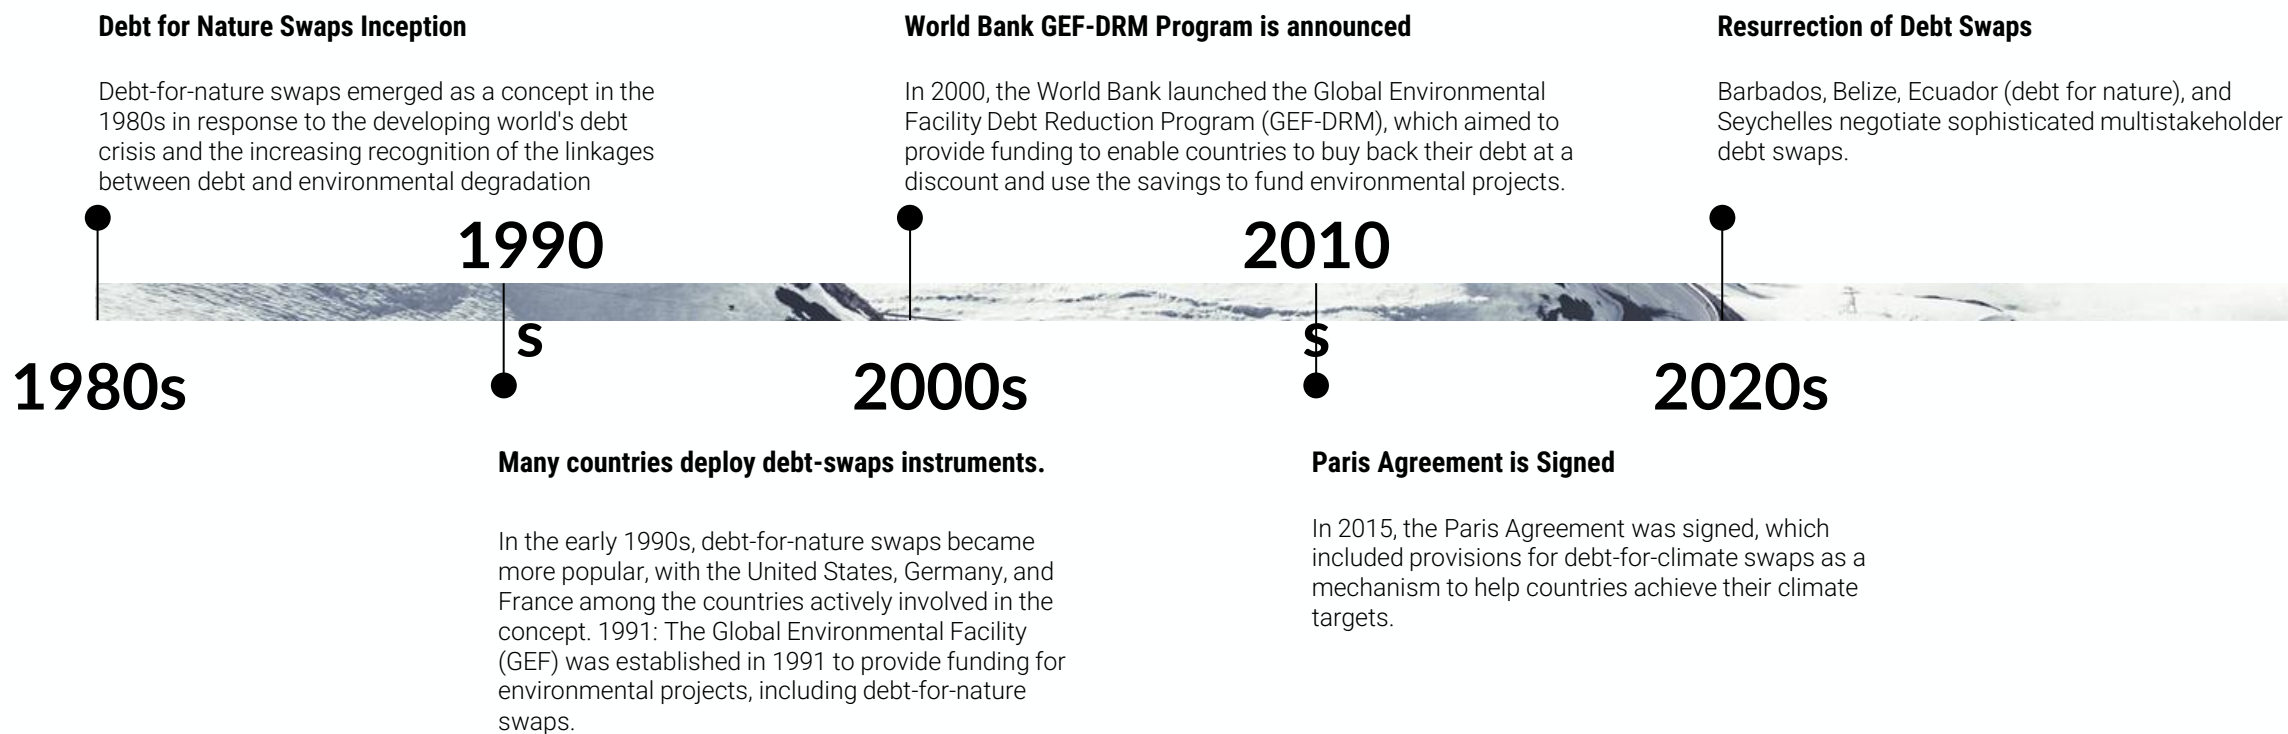 Debt for Nature Swaps Inception
Debt-for-nature swaps emerged as a concept in the
1980s in response to the developing world's debt
crisis and the increasing recognition of the linkages
between debt and environmental degradation
1980s
1990
s
Many countries deploy debt-swaps instruments.
In the early 1990s, debt-for-nature swaps became
more popular, with the United States, Germany, and
France among the countries actively involved in the
concept. 1991: The Global Environmental Facility
(GEF) was established in 1991 to provide funding for
environmental projects, including debt-for-nature
swaps.
World Bank GEF-DRM Program is announced
In 2000, the World Bank launched the Global Environmental
Facility Debt Reduction Program (GEF-DRM), which aimed to
provide funding to enable countries to buy back their debt at a
discount and use the savings to fund environmental projects.
2000s
2010
s
Paris Agreement is Signed
In 2015, the Paris Agreement was signed, which
included provisions for debt-for-climate swaps as a
mechanism to help countries achieve their climate
targets.
Resurrection of Debt Swaps
Barbados, Belize, Ecuador (debt for nature), and
Seychelles negotiate sophisticated multistakeholder
debt swaps.
2020s